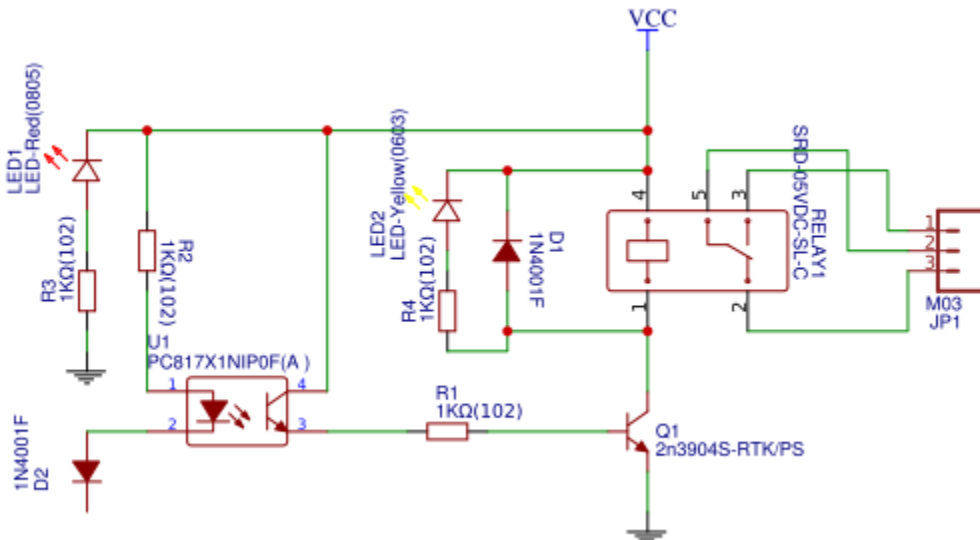 VCC
LED1
LED-Red(0805)
R3
1KΩ(102)
R2
1KΩ(102)
LED2
LED-Yellow(0603)
R4
1KΩ(102)
D1
1N4001F
4
5
3
1
2
RELAY1
SRD-05VDC-SL-C
1
2
3
M03
JP1
U1
PC817X1NIP0F(A )
1
2
4
3
R1
1KΩ(102)
Q1
2n3904S-RTK/PS
1N4001F
D2